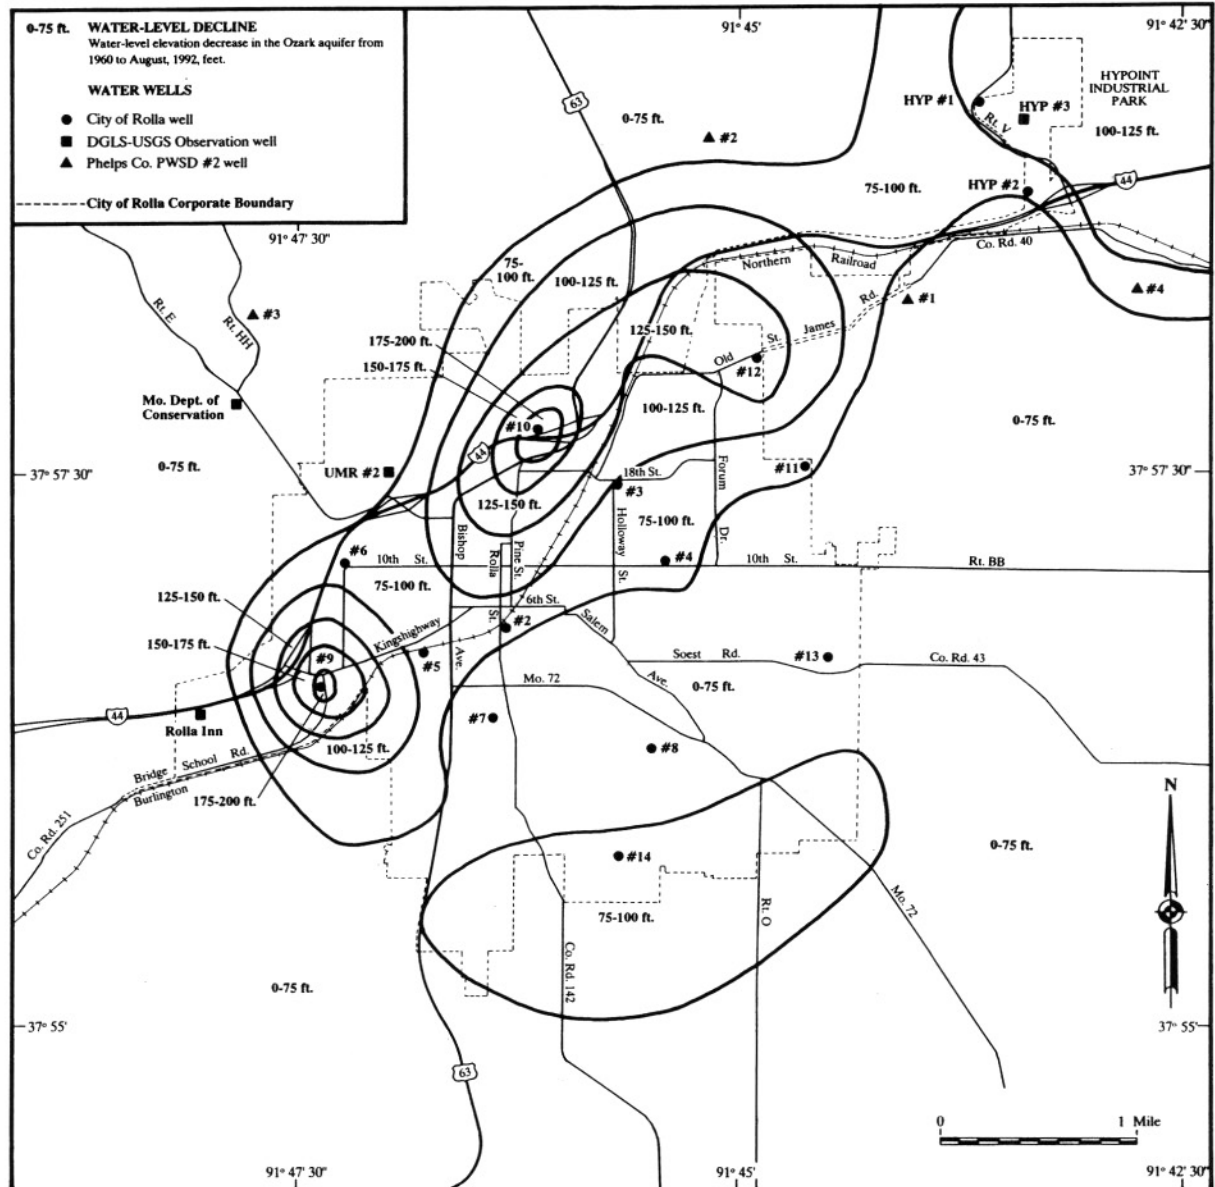 0-75 ft. WATER-LEVEL DECLINE
Water-level elevation decrease in the Ozark aquifer from
1960 to August, 1992, feet.
WATER WELLS
City of Rolla well
DGLS-USGS Observation well
Phelps Co. PWSD #2 well
City of Rolla Corporate Boundary
91° 45'
91° 42' 30"
63
0-75 ft.
#2
HYP #1
HYP #3
HYPOINT
INDUSTRIAL
PARK
Rt. V
100-125 ft.
75-100 ft.
HYP #2
44
91° 47' 30"
Co. Rd. 40
75-
100 ft.
100-125 ft.
Northern
Railroad
#4
Rt. E
Rt. HH
#3
#1
Rd.
James
St.
Old
125-150 ft.
175-200 ft.
150-175 ft.
#12
Mo. Dept. of
Conservation
100-125 ft.
#10
0-75 ft.
44
0-75 ft.
37° 57' 30"
UMR #2
18th St.
Forum
Dr.
#11
37° 57' 30"
#3
125-150 ft.
75-100 ft.
Holloway
St.
Bishop
Ave.
Rolla
St.
Pine St.
#6
10th St.
#4
10th St.
Rt. BB
75-100 ft.
125-150 ft.
6th St.
Salem
Ave.
Kingshighway
#2
150-175 ft.
#9
#5
Soest Rd.
#13
Co. Rd. 43
Mo. 72
0-75 ft.
44
Rolla Inn
#7
#8
100-125 ft.
Bridge School Rd.
Burlington
175-200 ft.
N
Co. Rd. 251
#14
0-75 ft.
Mo. 72
75-100 ft.
Rt. O
Co. Rd. 142
0-75 ft.
37° 55'
37° 55'
63
0 1 Mile
91° 47' 30"
91° 45'
91° 42' 30"